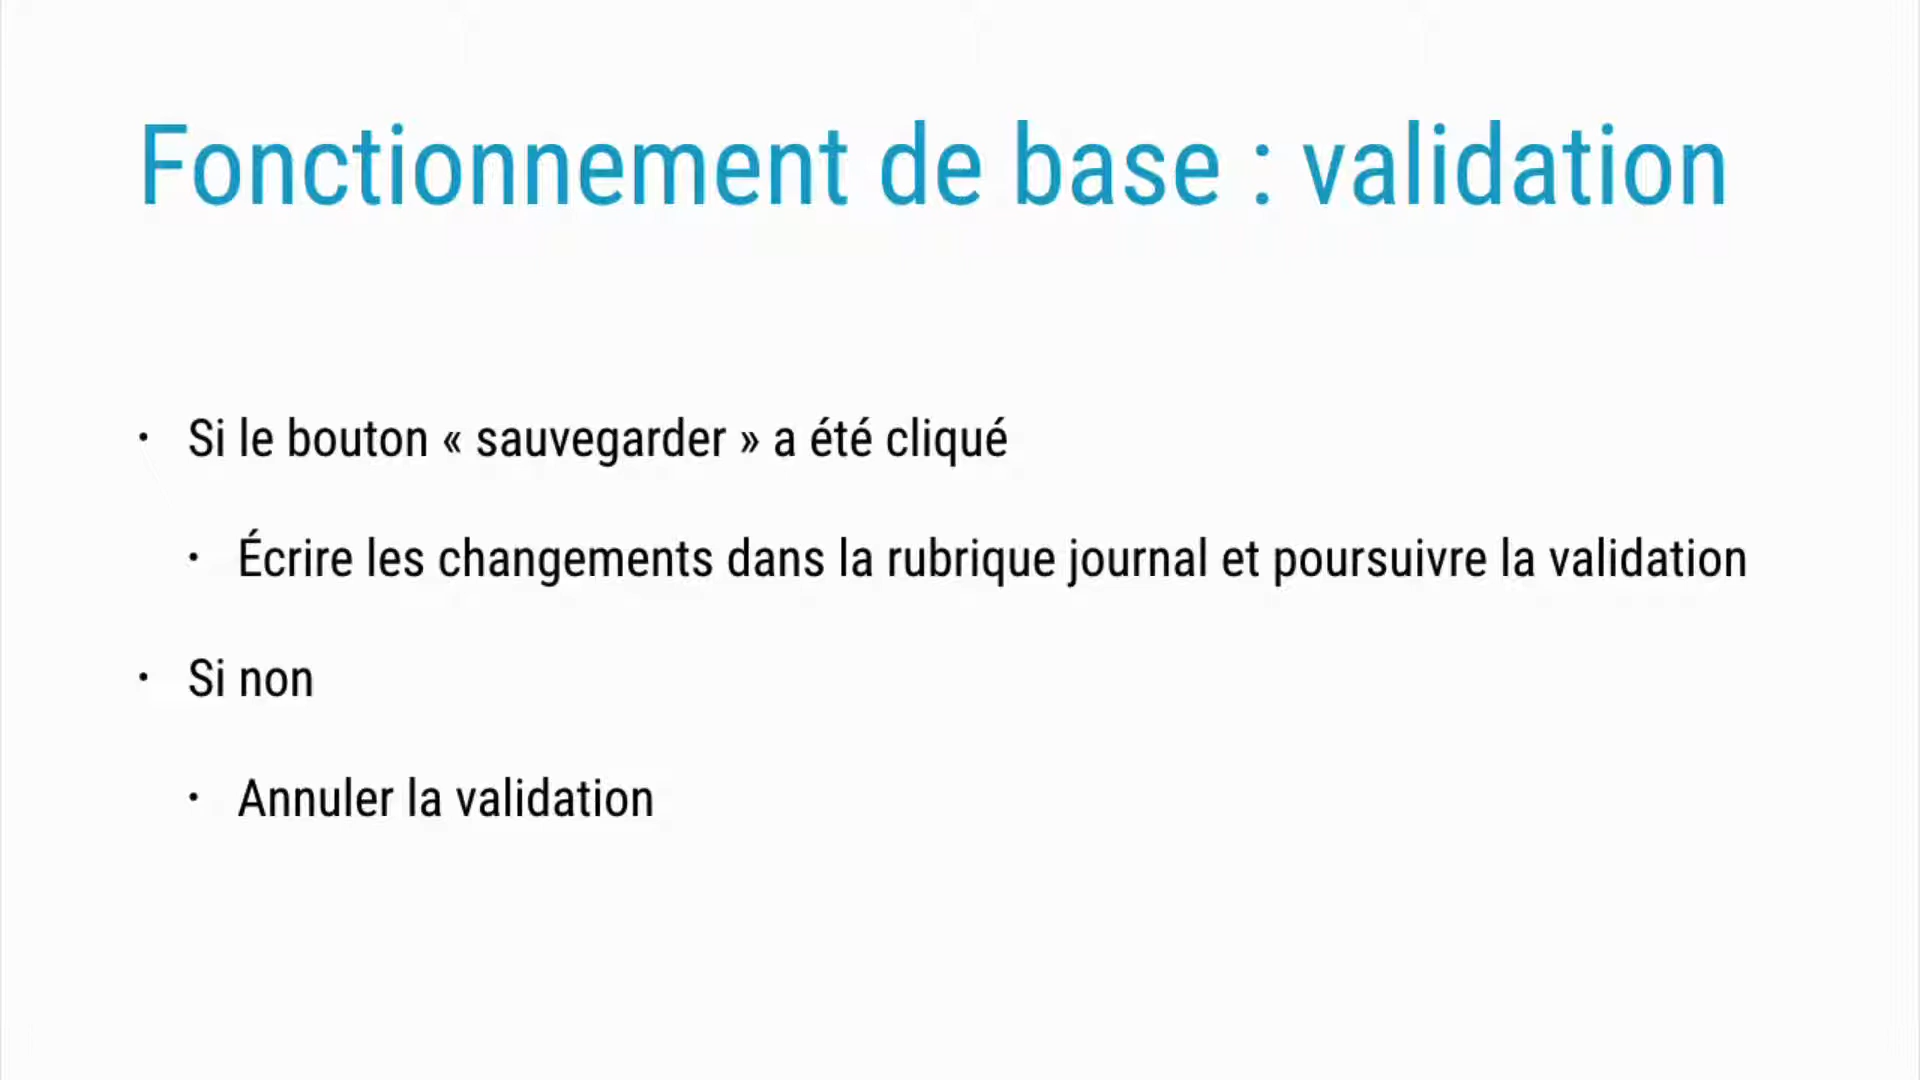 Fonctionnement de base : validation
• Si le bouton « sauvegarder » a été cliqué
• Écrire les changements dans la rubrique journal et poursuivre la validation
• Si non
• Annuler la validation